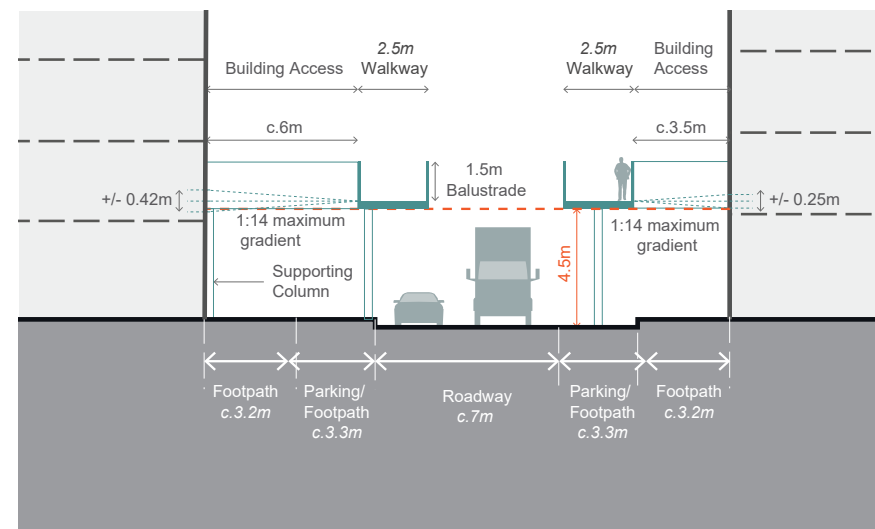 2.5m
Walkway
Building Access
2.5m
Walkway
Building
Access
c.6m
c.3.5m
1.5m
Balustrade
+/- 0.42m
+/- 0.25m
1:14 maximum
gradient
1:14 maximum
gradient
4.5m
Supporting
Column
Footpath
c.3.2m
Parking/
Footpath
c.3.3m
Roadway
c.7m
Parking/
Footpath
c.3.3m
Footpath
c.3.2m